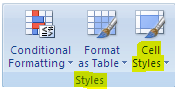 Conditional Format Cell
Formatting as Table Styles
Styles